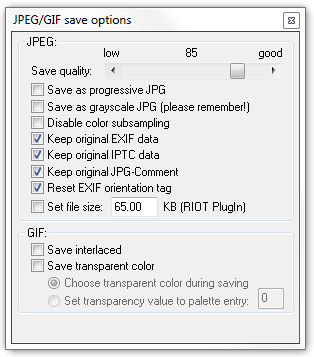 JPEG/GIF save options
JPEG:
low 85 good
Save quality:
Save as progressive JPG
Save as grayscale JPG (please remember!)
Disable color subsampling
Keep original EXIF data
Keep original IPTC data
Keep original JPG-Comment
Reset EXIF orientation tag
Set file size: 65.00 KB (RIOT PlugIn)
GIF:
Save interlaced
Save transparent color
Choose transparent color during saving
Set transparency value to palette entry: 0